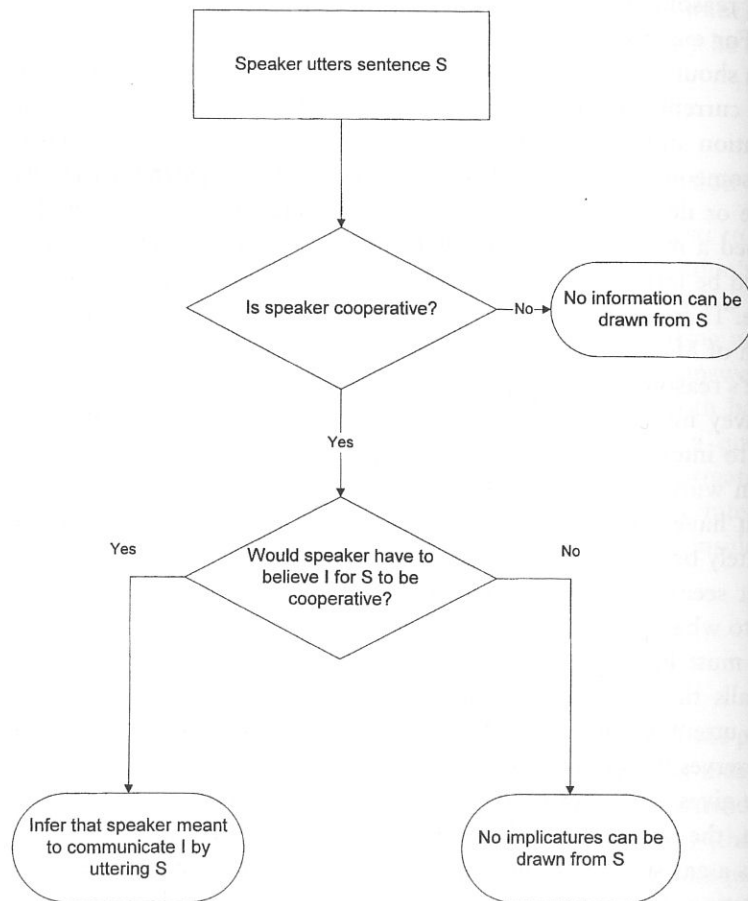 Speaker utters sentence S
Is speaker cooperative?
No
No information can be
drawn from S
Yes
Would speaker have to
believe I for S to be
cooperative?
Yes
No
Infer that speaker meant
to communicate I by
uttering S
No implicatures can be
drawn from S